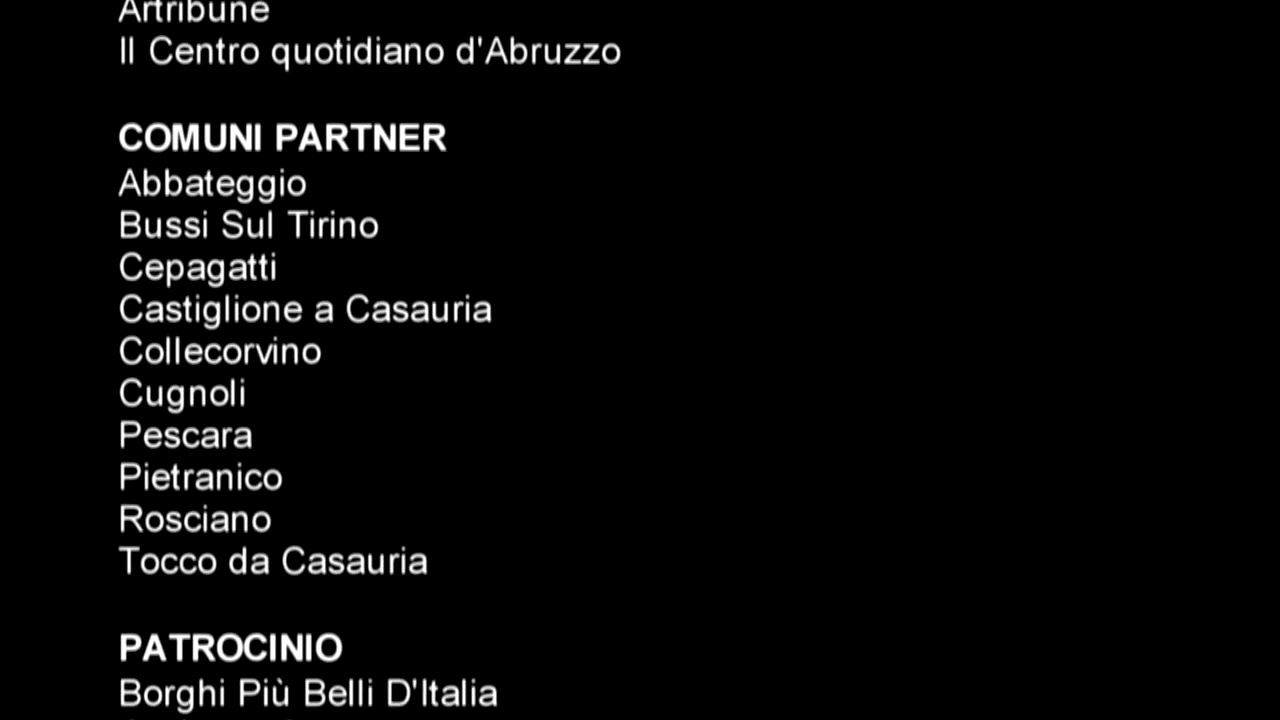 Artribune
Il Centro quotidiano d'Abruzzo
COMUNI PARTNER
Abbateggio
Bussi Sul Tirino
Cepagatti
Castiglione a Casauria
Collecorvino
Cugnoli
Pescara
Pietranico
Rosciano
Tocco da Casauria
PATROCINIO
Borghi Più Belli D'Italia